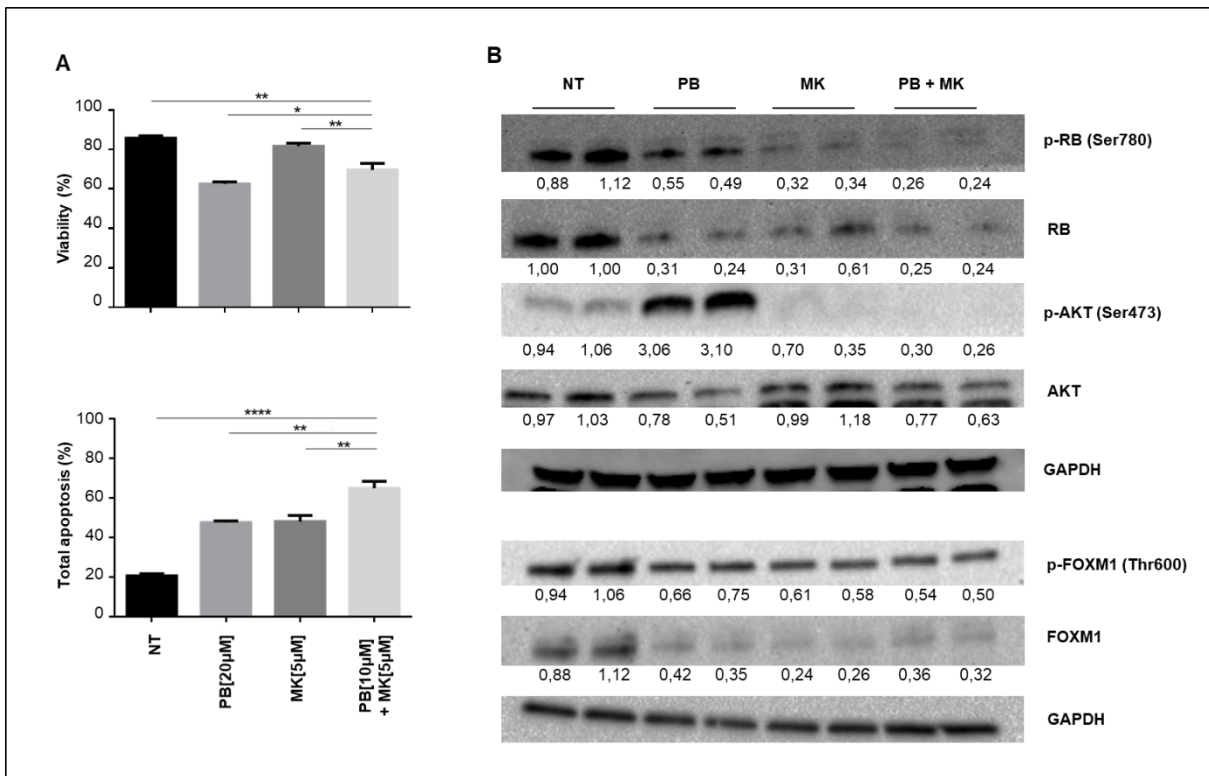 A
**
*
**
100
80
60
40
20
0
Viability (%)
****
**
**
100
80
60
40
20
0
Total apoptosis (%)
NT
PB[20µM]
MK[5µM]
PB[10µM]
+ MK[5µM]
B
NT PB MK PB + MK
p-RB (Ser780)
0,88 1,12 0,55 0,49 0,32 0,34 0,26 0,24
RB
1,00 1,00 0,31 0,24 0,31 0,61 0,25 0,24
p-AKT (Ser473)
0,94 1,06 3,06 3,10 0,70 0,35 0,30 0,26
AKT
0,97 1,03 0,78 0,51 0,99 1,18 0,77 0,63
GAPDH
p-FOXM1 (Thr600)
0,94 1,06 0,66 0,75 0,61 0,58 0,54 0,50
FOXM1
0,88 1,12 0,42 0,35 0,24 0,26 0,36 0,32
GAPDH